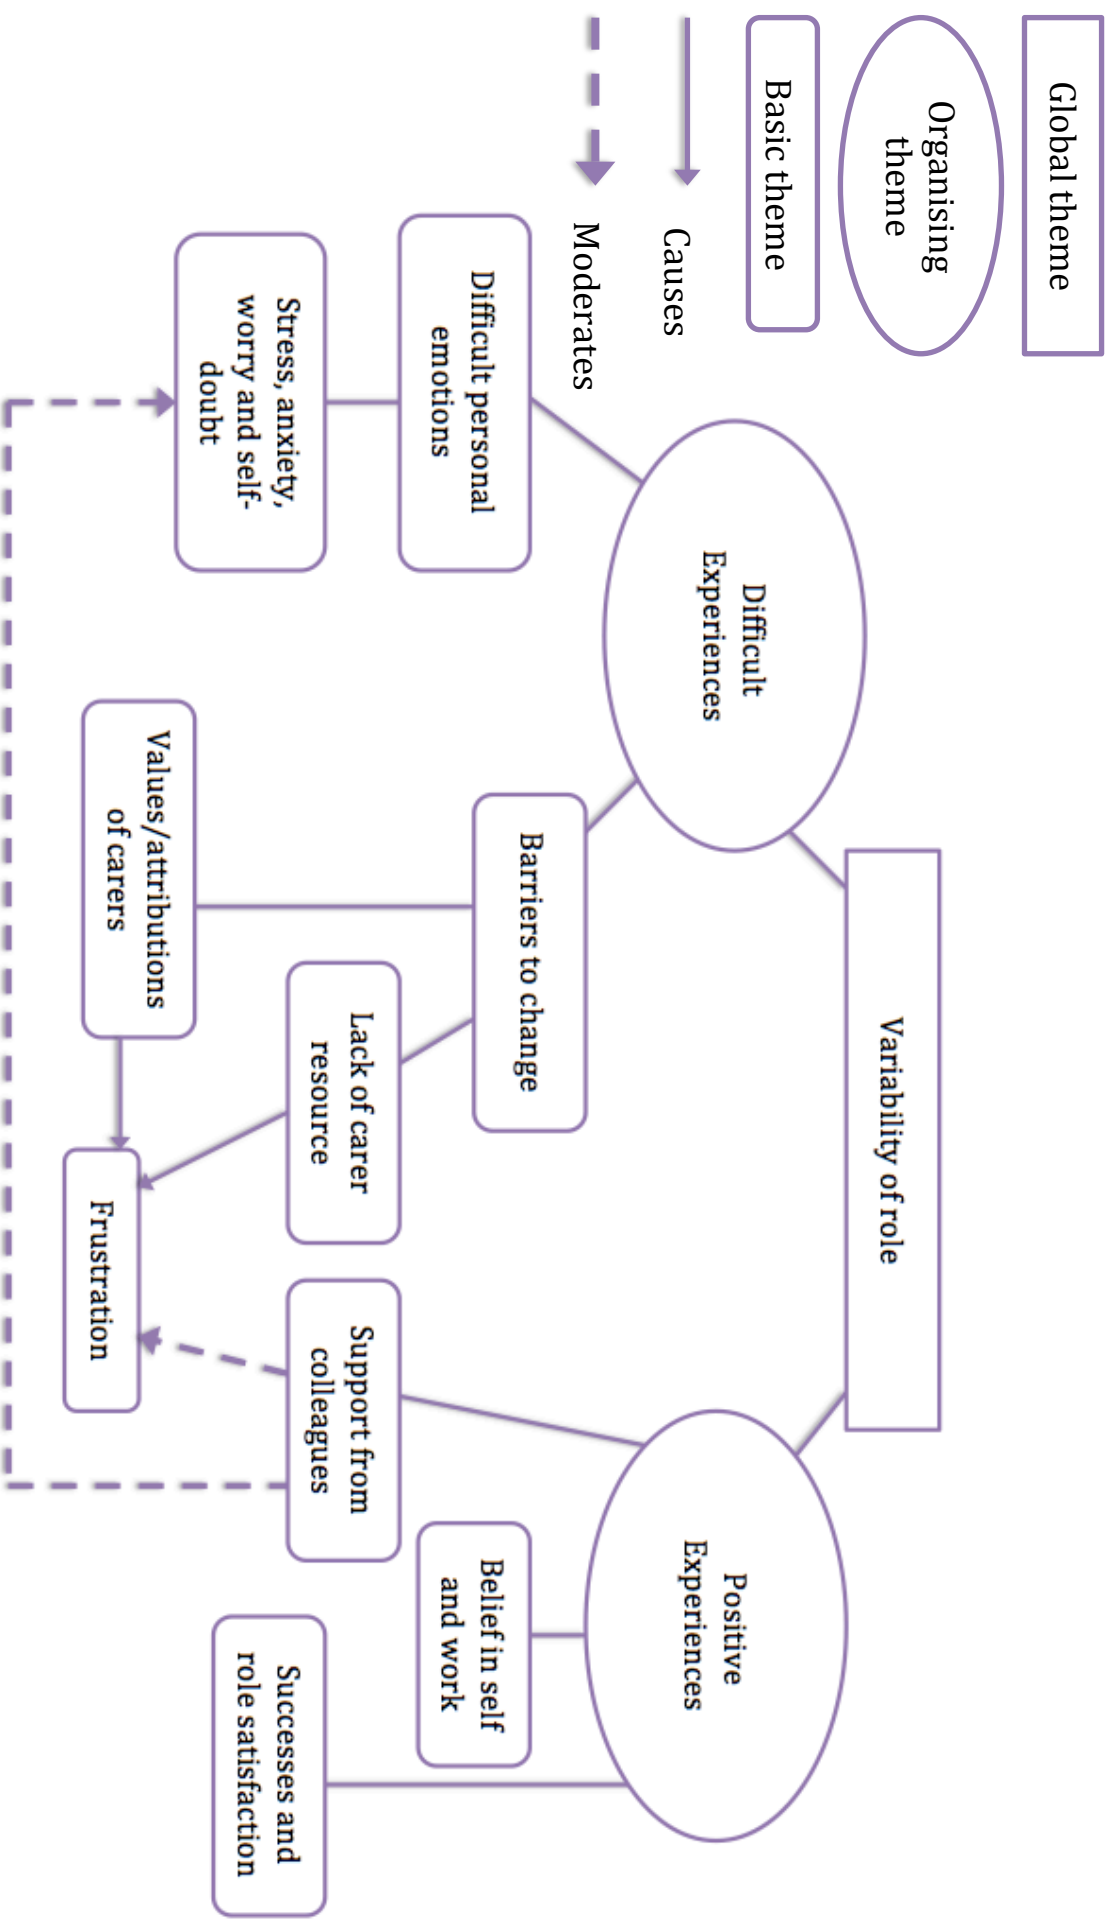 Global theme
Organising
theme
Basic theme
Causes
Moderates
Variability of role
Difficult
Experiences
Positive
Experiences
Difficult personal
emotions
Barriers to change
Belief in self
and work
Stress, anxiety,
worry and self-
doubt
Lack of carer
resource
Support from
colleagues
Successes and
role satisfaction
Values/attributions
of carers
Frustration